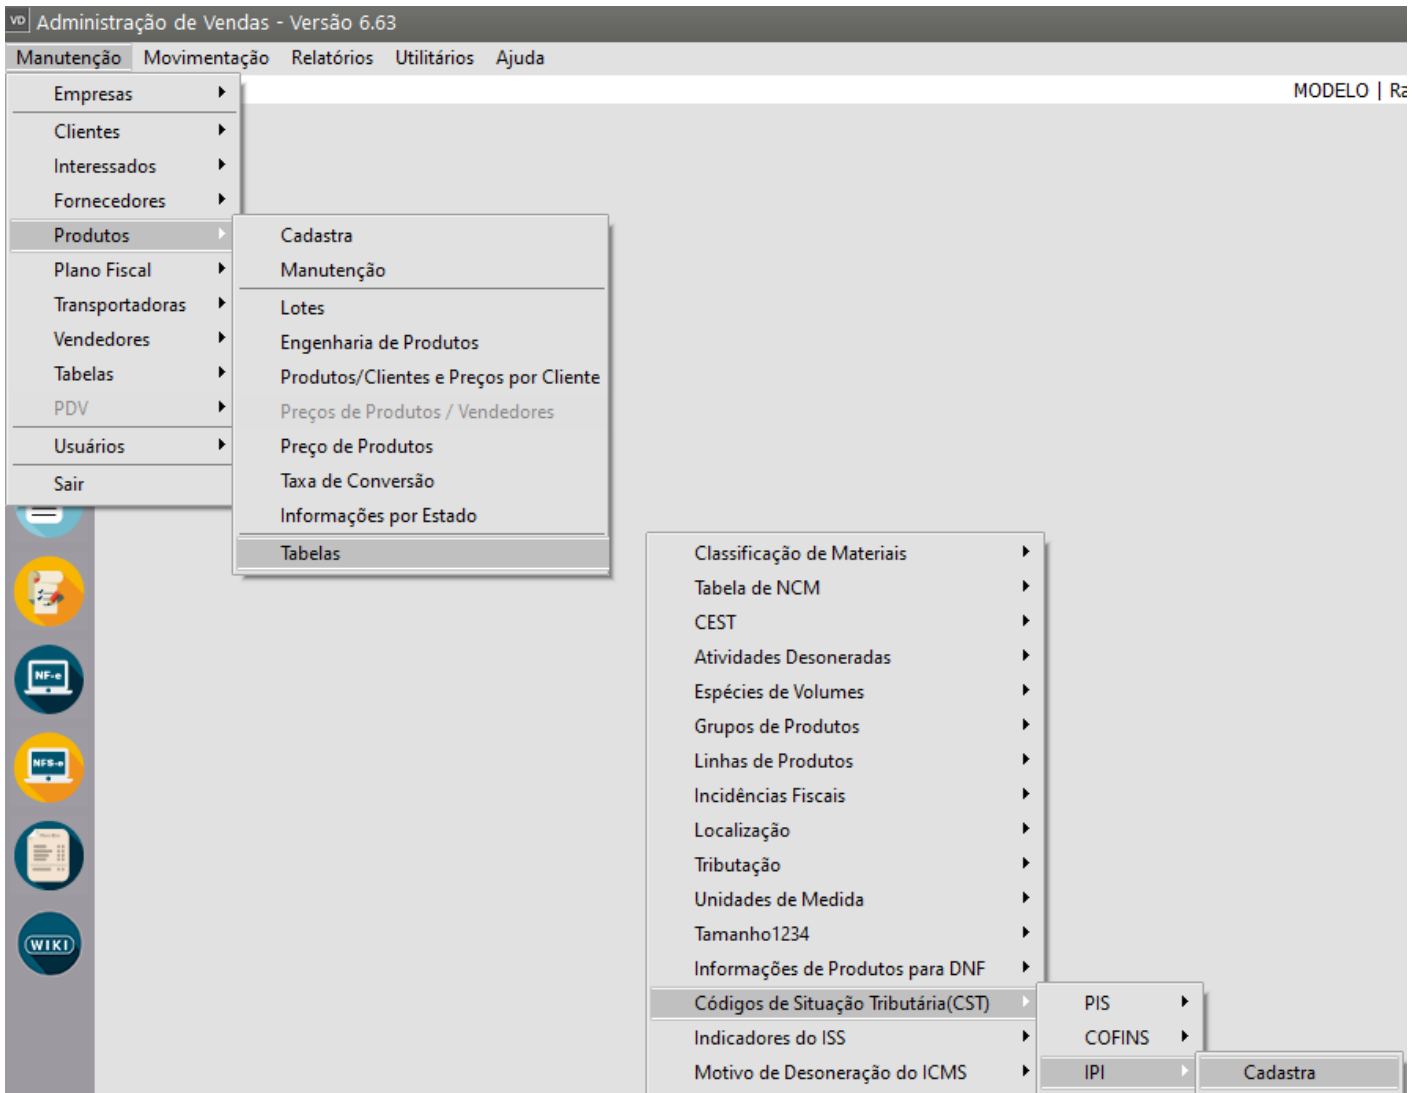 VD Administração de Vendas - Versão 6.63
Manutenção Movimentação Relatórios Utilitários Ajuda
MODELO | Ra
Empresas
Clientes
Interessados
Fornecedores
Produtos
Plano Fiscal
Transportadoras
Vendedores
Tabelas
PDV
Usuários
Sair
Cadastra
Manutenção
Lotes
Engenharia de Produtos
Produtos/Clientes e Preços por Cliente
Preços de Produtos / Vendedores
Preço de Produtos
Taxa de Conversão
Informações por Estado
Tabelas
Classificação de Materiais
Tabela de NCM
CEST
Atividades Desoneradas
Espécies de Volumes
Grupos de Produtos
Linhas de Produtos
Incidências Fiscais
Localização
Tributação
Unidades de Medida
Tamanho1234
Informações de Produtos para DNF
Códigos de Situação Tributária(CST)
Indicadores do ISS
Motivo de Desoneração do ICMS
PIS
COFINS
IPI
Cadastra
NF-e
NFS-e
WIKI